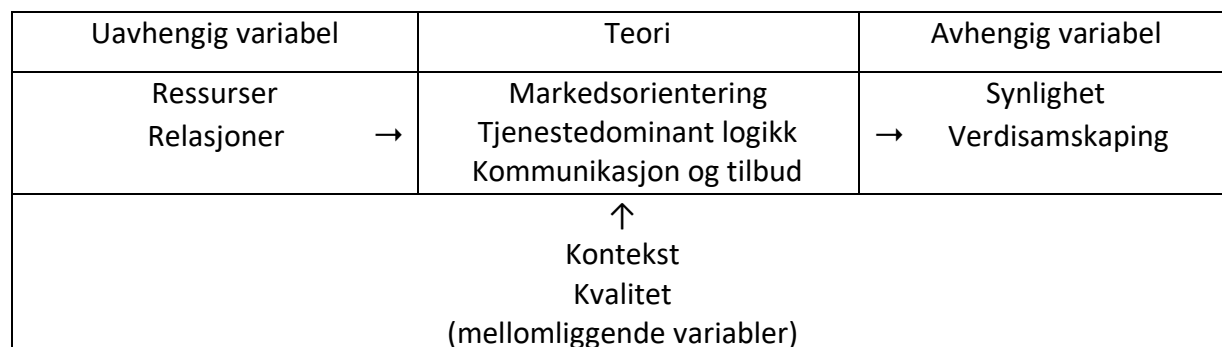 Uavhengig variabel Teori Avhengig variabel
Ressurser Markedsorientering Synlighet
Relasjoner → Tjenestedominant logikk → Verdisamskaping
Kommunikasjon og tilbud
↑
Kontekst
Kvalitet
(mellomliggende variabler)